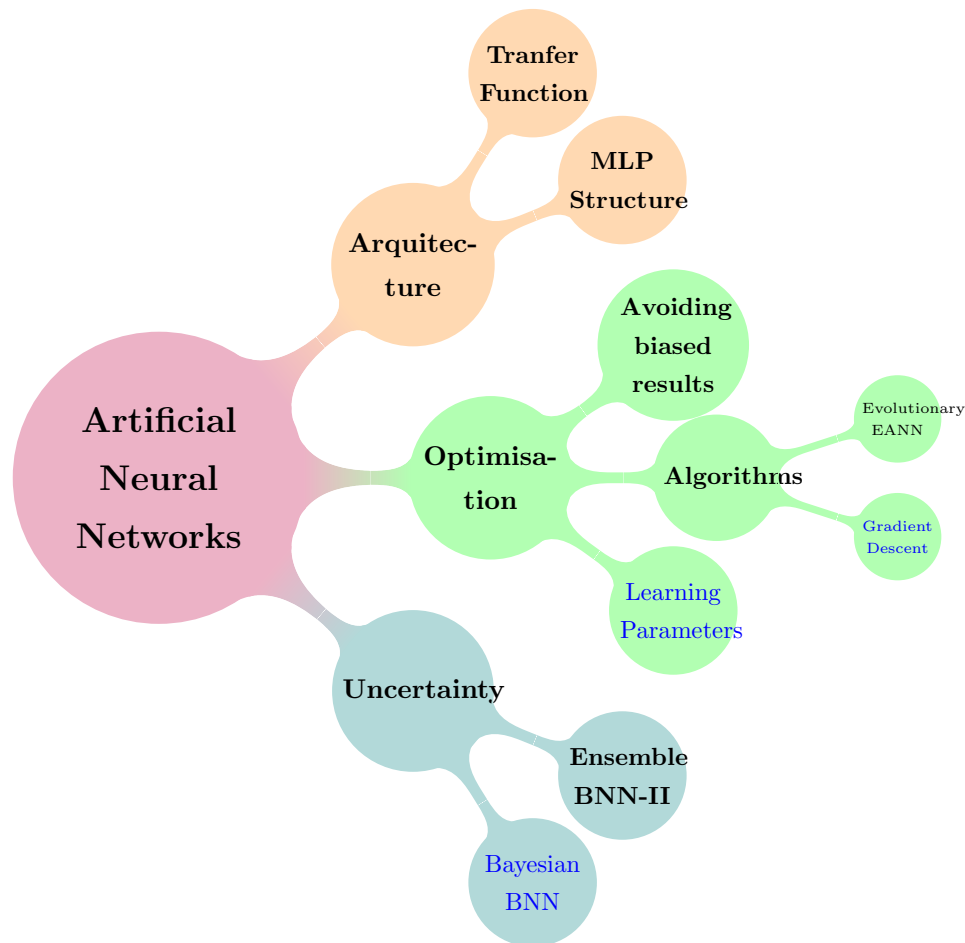 Tranfer
Function
MLP
Structure
Arquitec-
ture
Avoiding
biased
results
Artificial
Neural
Networks
Optimisa-
tion
Algorithms
Evolutionary
EANN
Gradient
Descent
Learning
Parameters
Uncertainty
Ensemble
BNN-II
Bayesian
BNN